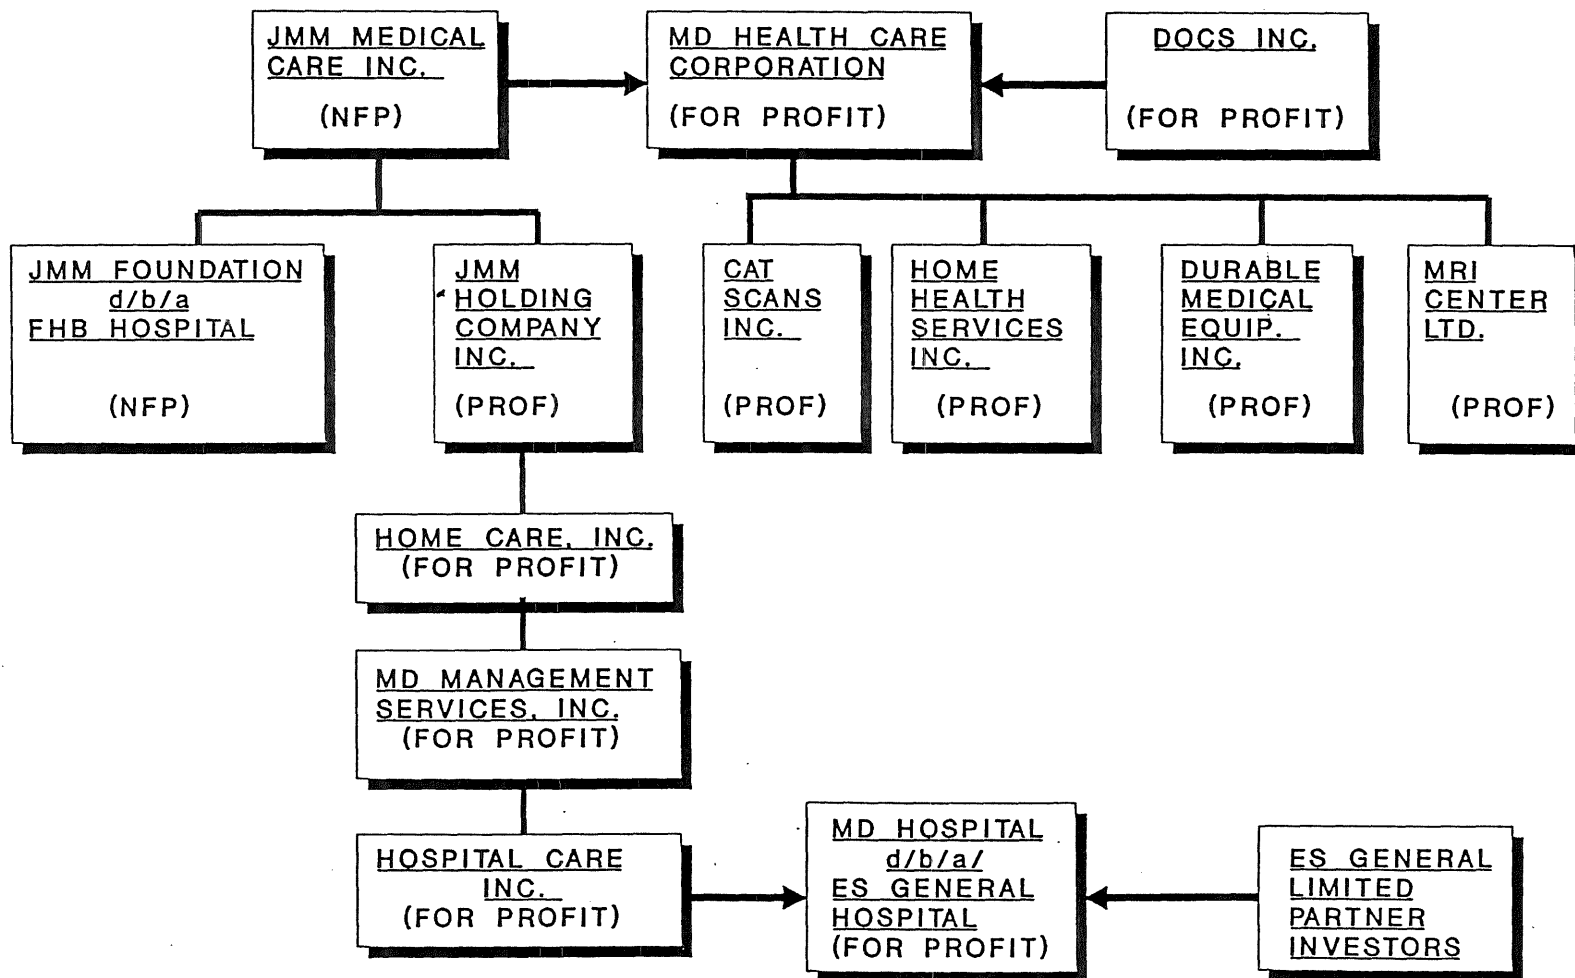 JMM MEDICAL
CARE INC.
(NFP)
MD HEALTH CARE
CORPORATION
(FOR PROFIT)
DOCS INC.
(FOR PROFIT)
JMM FOUNDATION
d/b/a
FHB HOSPITAL
(NFP)
JMM
HOLDING
COMPANY
INC.
(PROF)
CAT
SCANS
INC.
(PROF)
HOME
HEALTH
SERVICES
INC.
(PROF)
DURABLE
MEDICAL
EQUIP.
INC.
(PROF)
MRI
CENTER
LTD.
(PROF)
HOME CARE, INC.
(FOR PROFIT)
MD MANAGEMENT
SERVICES, INC.
(FOR PROFIT)
HOSPITAL CARE
INC.
(FOR PROFIT)
MD HOSPITAL
d/b/a/
ES GENERAL
HOSPITAL
(FOR PROFIT)
ES GENERAL
LIMITED
PARTNER
INVESTORS